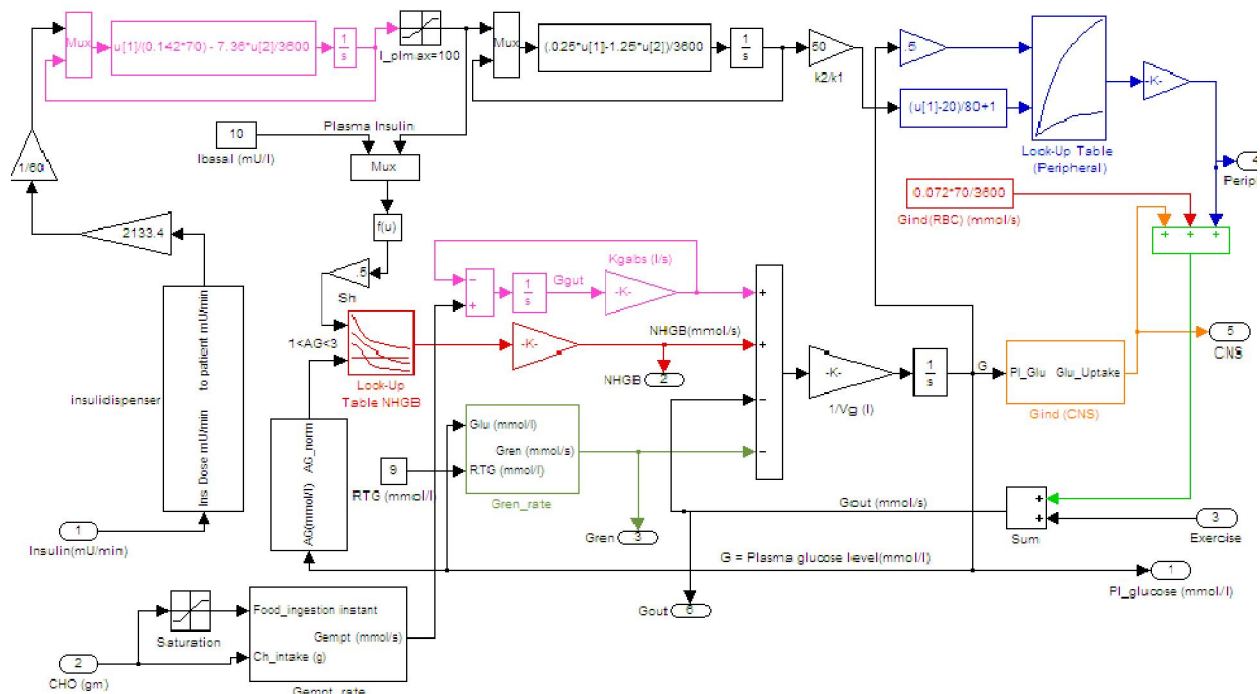 Mux
u[1]/(0.142*70) - 7.36*u[2]/3600
1
s
I_plmax=100
Mux
(.025*u[1]-1.25*u[2])/3600
1
s
50
k2/k1
.5
(u[1]-20)/80+1
Look-Up Table
(Peripheral)
-K-
4
Periph
1/60
10
Ibasal (mU/l)
Plasma Insulin
Mux
f(u)
.5
Sh
2133.4
0.072*70/3600
Gind(RBC) (mmol/s)
+ + +
Kgabs (l/s)
-
+
1
s
Ggut
-K-
1<AG<3
Look-Up
Table NHGB
-K-
NHGB(mmol/s)
NHGB
2
+
+
-
-
-K-
1/Vg (l)
1
s
G
Pl_Glu Glu_Uptake
Gind (CNS)
5
CNS
insulidispenser
Ins Dose mU/min to patient mU/min
AG(mmol/l) AG_norm
9
RTG (mmol/l)
Glu (mmol/l)
Gren (mmol/s)
RTG (mmol/l)
Gren_rate
Gren
3
Gout (mmol/s)
+
+
Sum
3
Exercise
1
Insulin(mU/min)
G = Plasma glucose level(mmol/l)
1
Pl_glucose (mmol/l)
Gout
6
Saturation
2
CHO (gm)
Food_ingestion instant
Gempt (mmol/s)
Ch_intake (g)
Gempt_rate